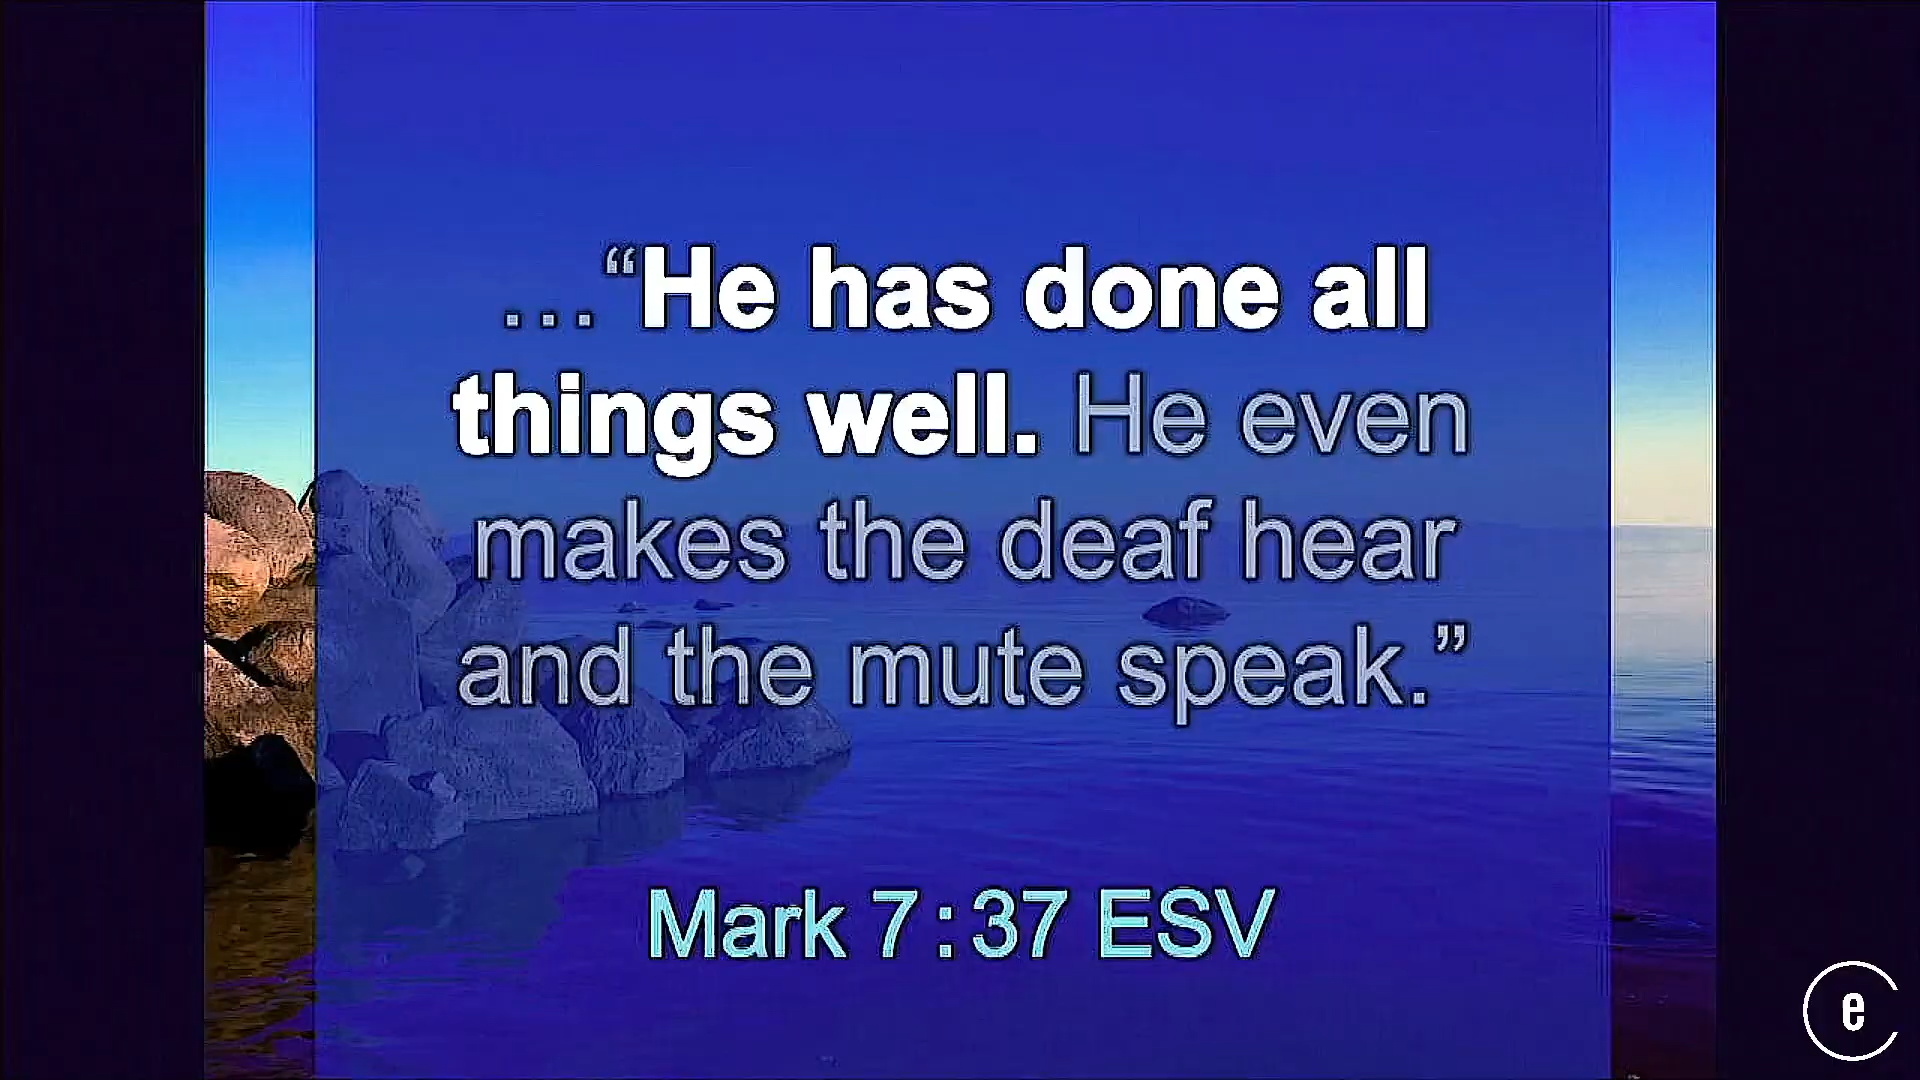 …“He has done all
things well. He even
makes the deaf hear
and the mute speak.”
Mark 7:37 ESV
e